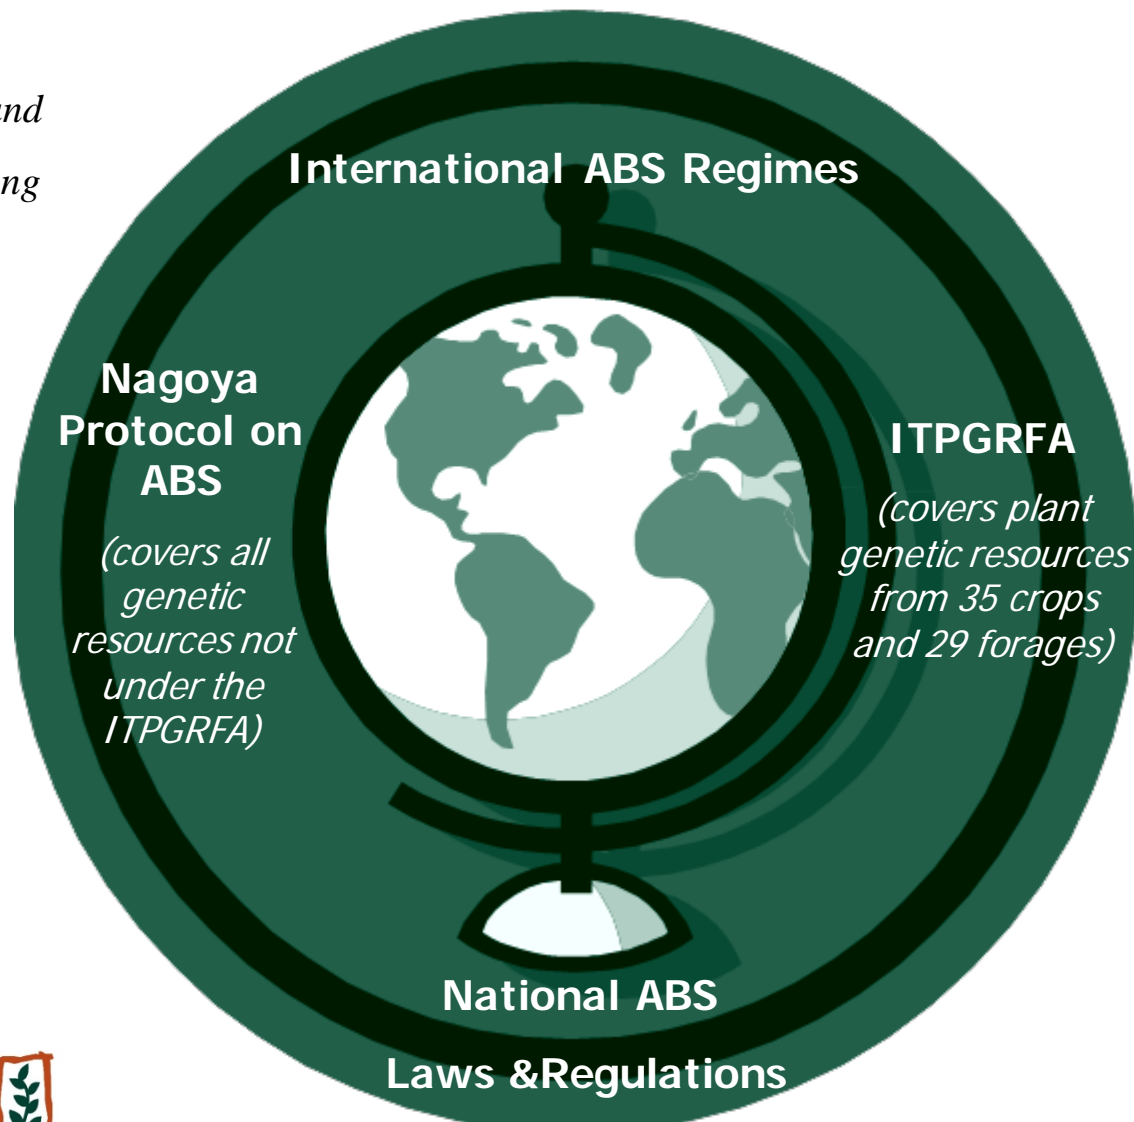 and
ng
International ABS Regimes
Nagoya
Protocol on
ABS
(covers all
genetic
resources not
under the
ITPGRFA)
ITPGRFA
(covers plant
genetic resources
from 35 crops
and 29 forages)
National ABS
Laws &Regulations